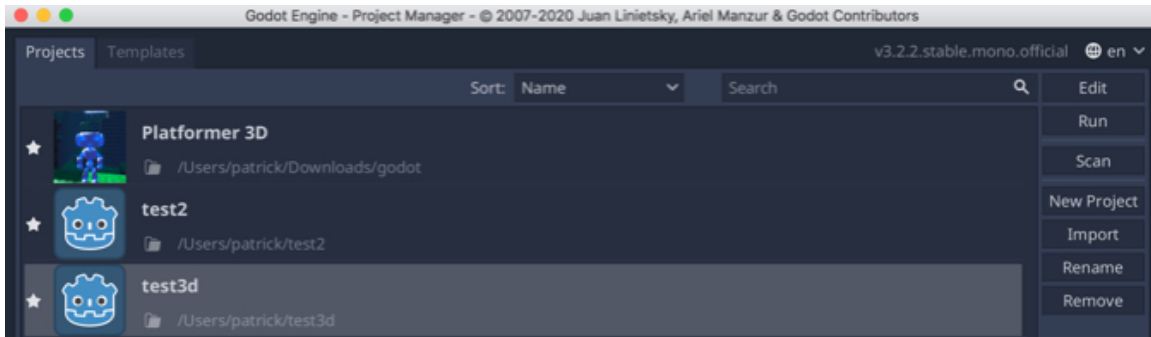 Godot Engine - Project Manager - © 2007-2020 Juan Linietsky, Ariel Manzur & Godot Contributors
Projects Templates v3.2.2.stable.mono.official en
Sort: Name Search Edit
Run
Platformer 3D
/Users/patrick/Downloads/godot Scan
test2 New Project
/Users/patrick/test2 Import
test3d Rename
/Users/patrick/test3d Remove